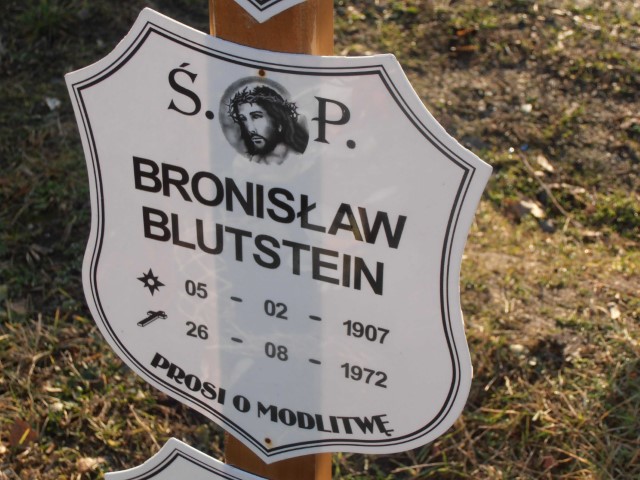 Ś. P.
BRONISŁAW
BLUTSTEIN
05 - 02 - 1907
26 - 08 - 1972
PROSI O MODLITWĘ